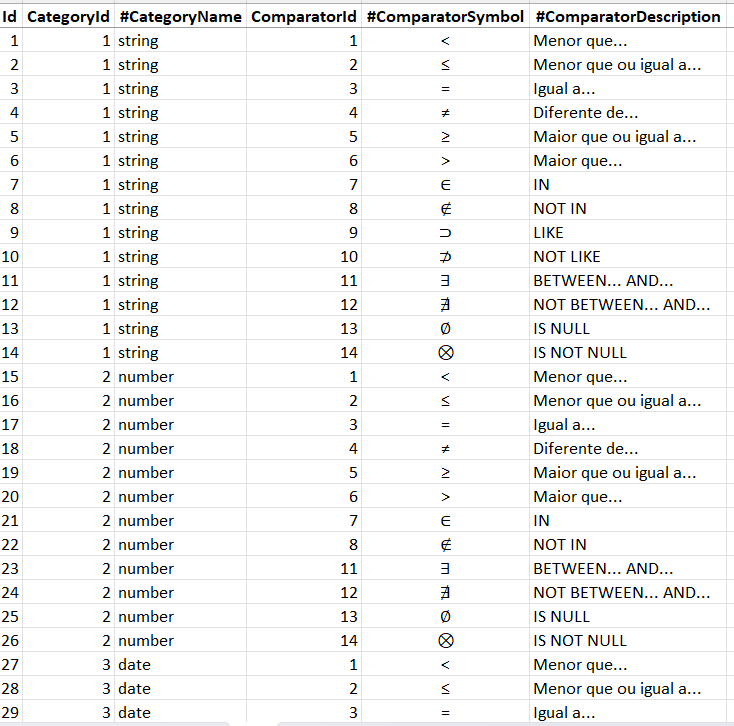 Id CategoryId #CategoryName ComparatorId #ComparatorSymbol #ComparatorDescription
1 1 string 1 < Menor que...
2 1 string 2 ≤ Menor que ou igual a...
3 1 string 3 = Igual a...
4 1 string 4 ≠ Diferente de...
5 1 string 5 ≥ Maior que ou igual a...
6 1 string 6 > Maior que...
7 1 string 7 ∈ IN
8 1 string 8 ∉ NOT IN
9 1 string 9 ⊃ LIKE
10 1 string 10 ⊅ NOT LIKE
11 1 string 11 ∃ BETWEEN... AND...
12 1 string 12 ∄ NOT BETWEEN... AND...
13 1 string 13 ∅ IS NULL
14 1 string 14 ⨂ IS NOT NULL
15 2 number 1 < Menor que...
16 2 number 2 ≤ Menor que ou igual a...
17 2 number 3 = Igual a...
18 2 number 4 ≠ Diferente de...
19 2 number 5 ≥ Maior que ou igual a...
20 2 number 6 > Maior que...
21 2 number 7 ∈ IN
22 2 number 8 ∉ NOT IN
23 2 number 11 ∃ BETWEEN... AND...
24 2 number 12 ∄ NOT BETWEEN... AND...
25 2 number 13 ∅ IS NULL
26 2 number 14 ⨂ IS NOT NULL
27 3 date 1 < Menor que...
28 3 date 2 ≤ Menor que ou igual a...
29 3 date 3 = Igual a...